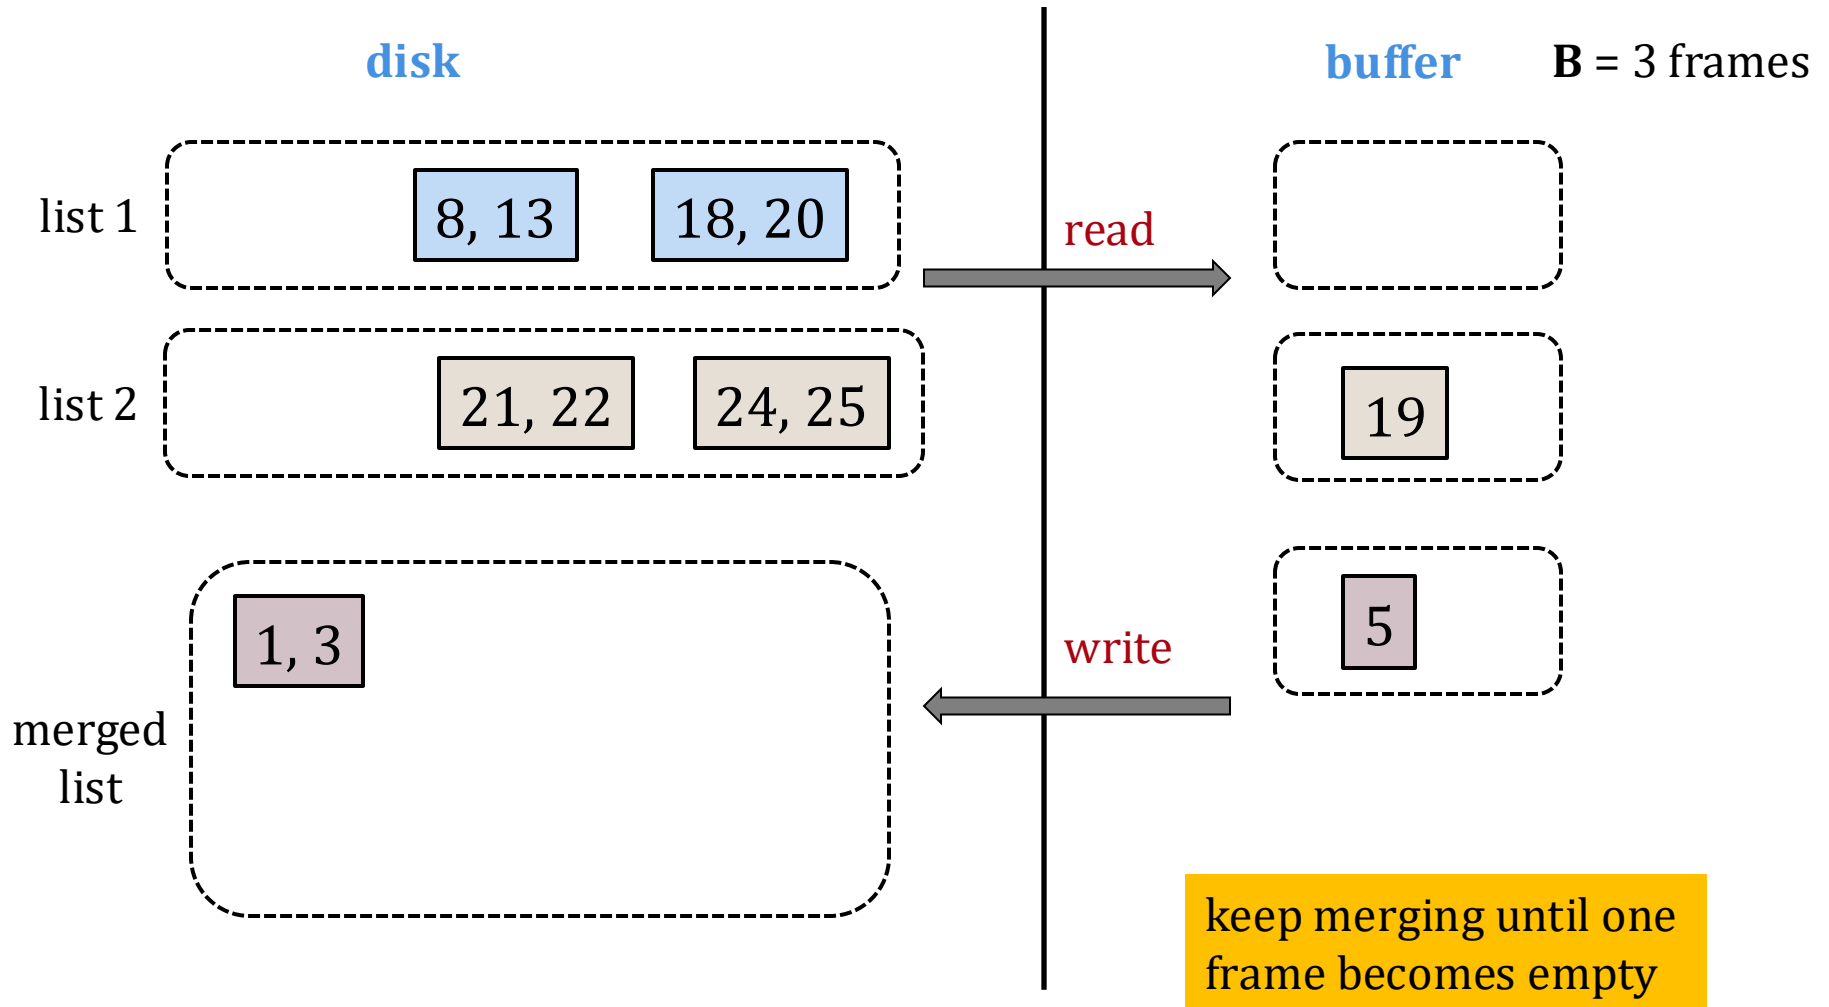 disk
buffer
B = 3 frames
list 1
8, 13
18, 20
read
list 2
21, 22
24, 25
19
1, 3
5
write
merged
list
keep merging until one
frame becomes empty